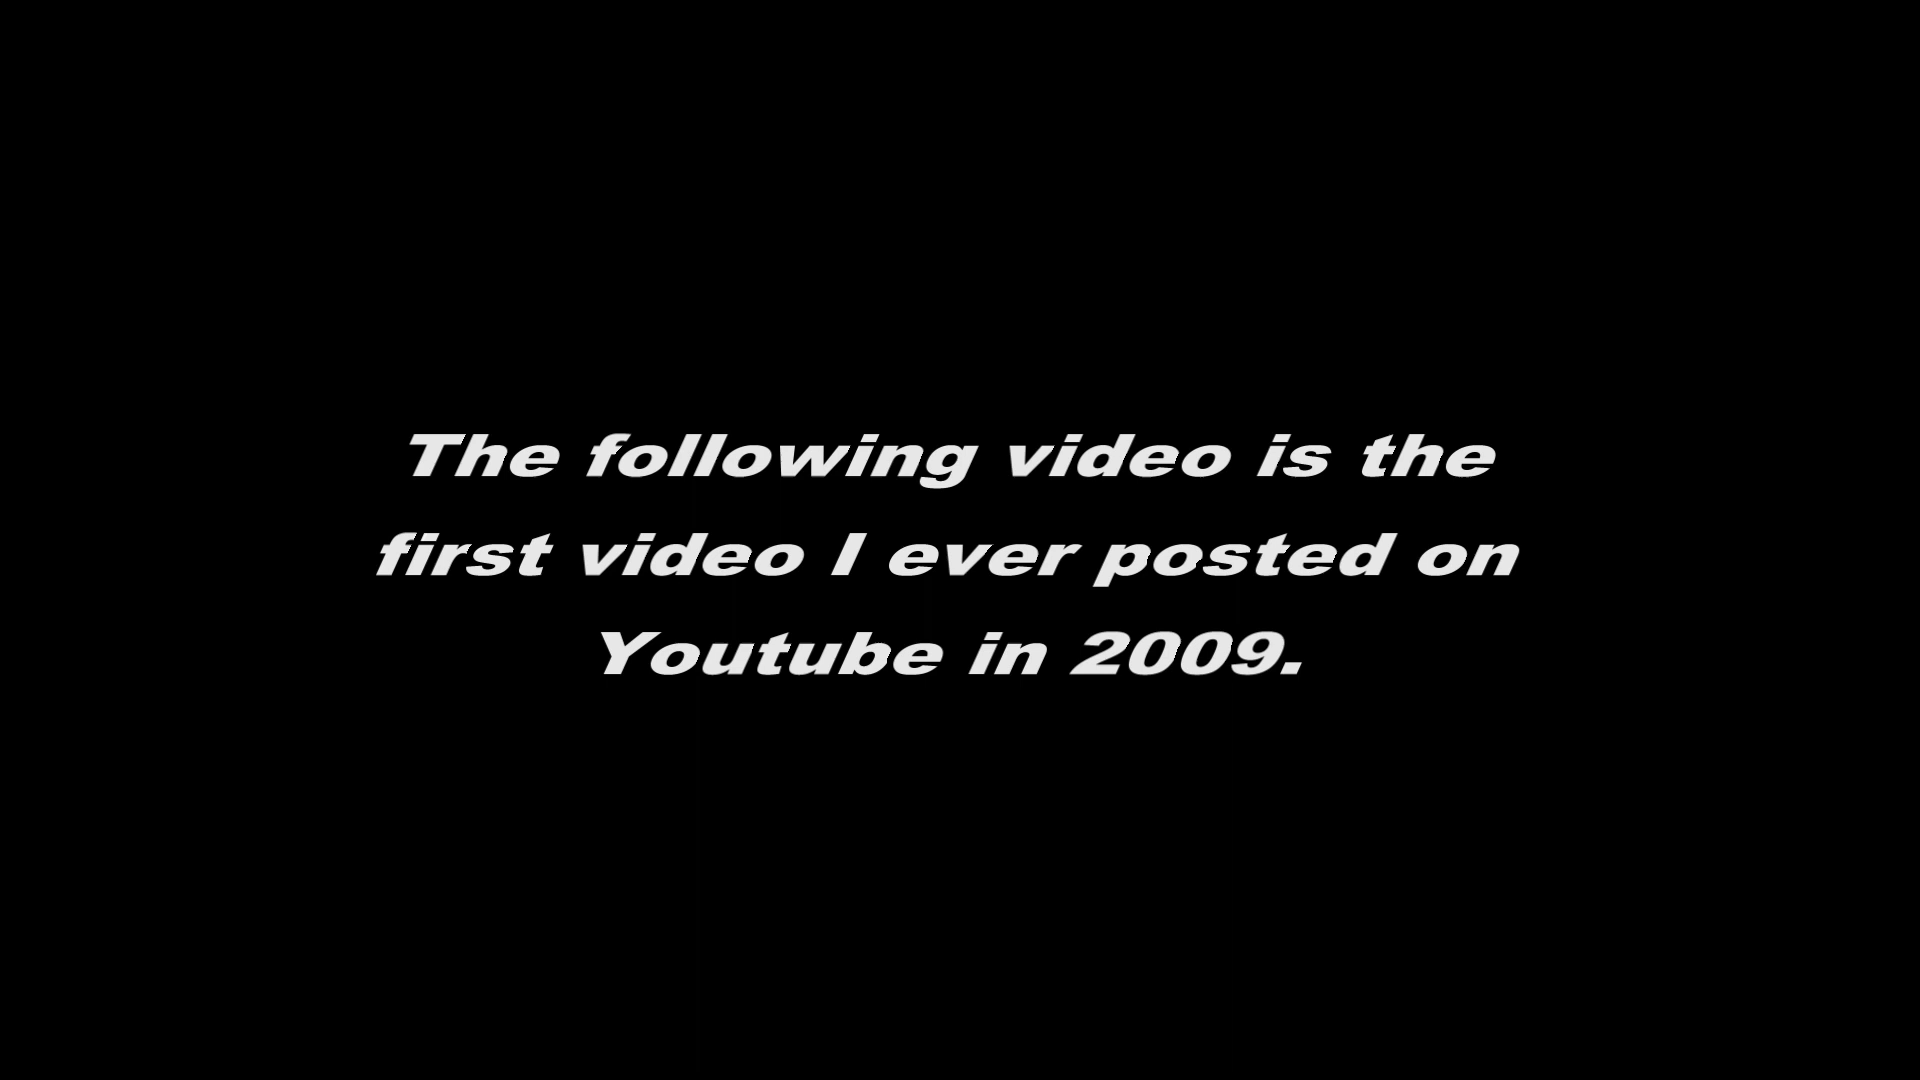 The following video is the
first video I ever posted on
Youtube in 2009.